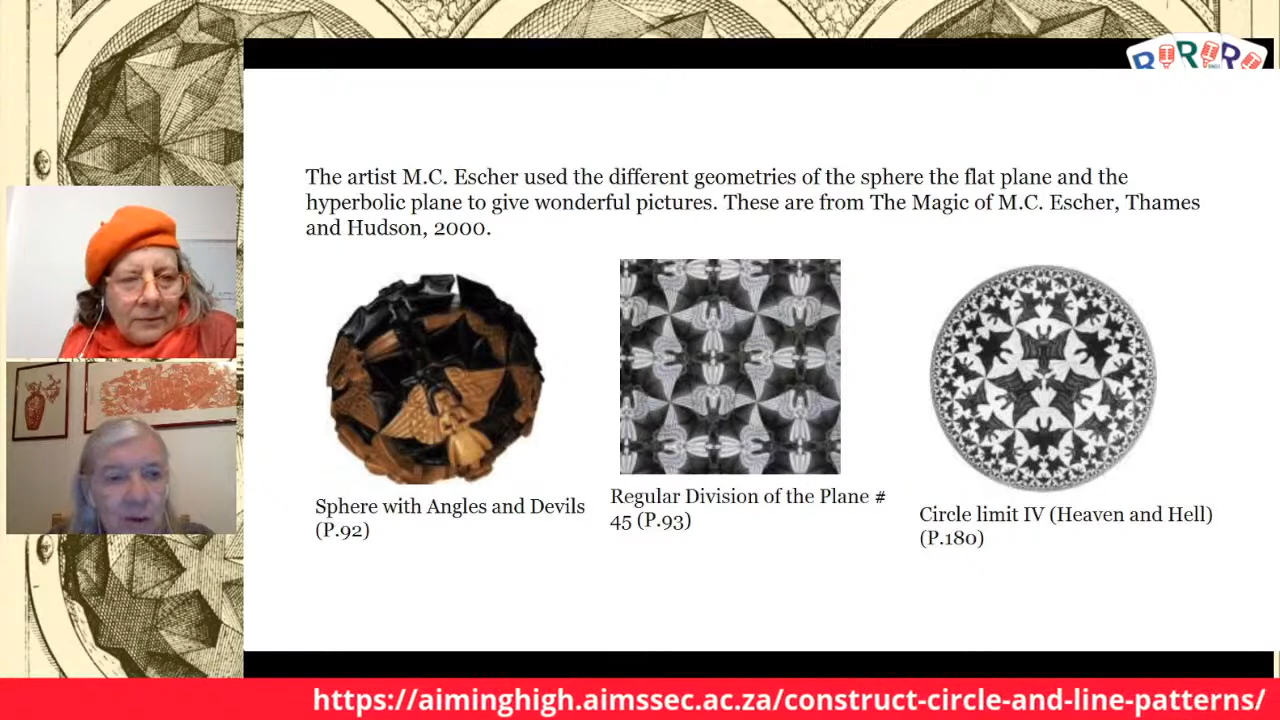 The artist M.C. Escher used the different geometries of the sphere the flat plane and the
hyperbolic plane to give wonderful pictures. These are from The Magic of M.C. Escher, Thames
and Hudson, 2000.
Sphere with Angles and Devils
(P.92)
Regular Division of the Plane #
45 (P.93)
Circle limit IV (Heaven and Hell)
(P.180)
https://aiminghigh.aimssec.ac.za/construct-circle-and-line-patterns/